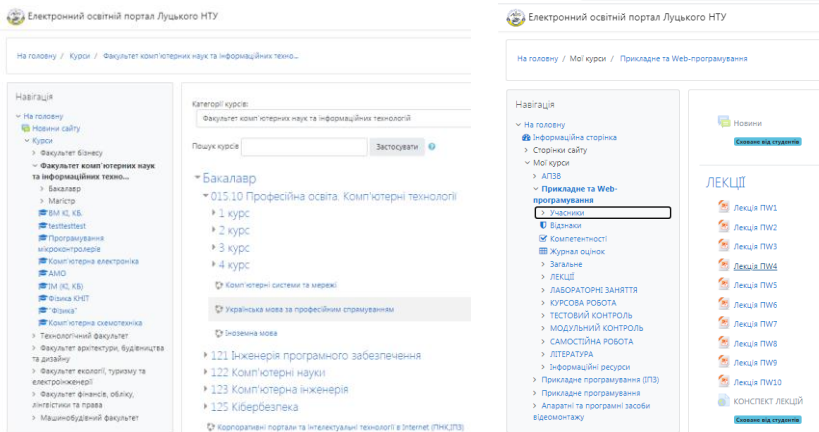 Електронний освітній портал Луцького НТУ
На головну / Курси / Факультет комп'ютерних наук та інформаційних техно...
Навігація
На головну
Новини сайту
Курси
Факультет бізнесу
Факультет комп'ютерних наук
та інформаційних техно...
Бакалавр
Магістр
ВМ КІ, КБ
testtesttest
Програмування
мікроконтролерів
Комп'ютерна електроніка
АМО
ІМ (КІ, КБ)
Фізика КНІТ
"Фізика"
Комп'ютерна схемотехніка
Технологічний факультет
Факультет архітектури, будівництва
та дизайну
Факультет екології, туризму та
електроінженерії
Факультет фінансів, обліку,
лінгвістики та права
Машинобудівний факультет
Категорії курсів:
Факультет комп'ютерних наук та інформаційних технологій
Пошук курсів
Застосувати
Бакалавр
015.10 Професійна освіта. Комп'ютерні технології
1 курс
2 курс
3 курс
4 курс
Комп'ютерні системи та мережі
Українська мова за професійним спрямуванням
Іноземна мова
121 Інженерія програмного забезпечення
122 Комп'ютерні науки
123 Комп'ютерна інженерія
125 Кібербезпека
Корпоративні портали та інтелектуальні технології в Internet (ПНК,ІПЗ)
Електронний освітній портал Луцького НТУ
На головну / Мої курси / Прикладне та Web-програмування
Навігація
На головну
Інформаційна сторінка
Сторінки сайту
Мої курси
АПЗВ
Прикладне та Web-
програмування
Учасники
Відзнаки
Компетентності
Журнал оцінок
Загальне
ЛЕКЦІЇ
ЛАБОРАТОРНІ ЗАНЯТТЯ
КУРСОВА РОБОТА
ТЕСТОВИЙ КОНТРОЛЬ
МОДУЛЬНИЙ КОНТРОЛЬ
САМОСТІЙНА РОБОТА
ЛІТЕРАТУРА
Інформаційні ресурси
Прикладне програмування (ІПЗ)
Прикладне програмування
Апаратні та програмні засоби
відеомонтажу
Новини
Сховане від студентів
ЛЕКЦІЇ
Лекція ПW1
Лекція ПW2
Лекція ПW3
Лекція ПW4
Лекція ПW5
Лекція ПW6
Лекція ПW7
Лекція ПW8
Лекція ПW9
Лекція ПW10
КОНСПЕКТ ЛЕКЦІЙ
Сховане від студентів